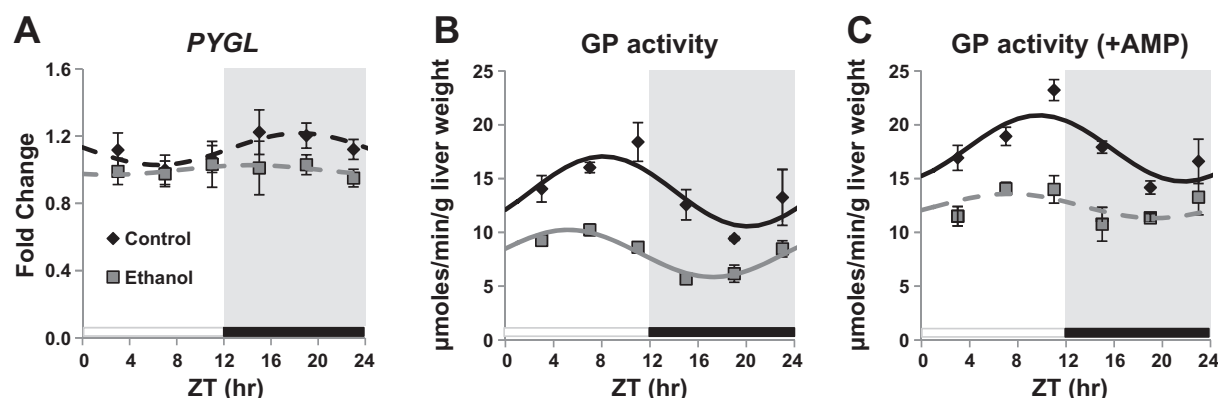 A
PYGL
Fold Change
1.6
1.2
0.8
0.4
0.0
Control
Ethanol
0 4 8 12 16 20 24
ZT (hr)
B
GP activity
μmoles/min/g liver weight
25
20
15
10
5
0
0 4 8 12 16 20 24
ZT (hr)
C
GP activity (+AMP)
μmoles/min/g liver weight
25
20
15
10
5
0
0 4 8 12 16 20 24
ZT (hr)